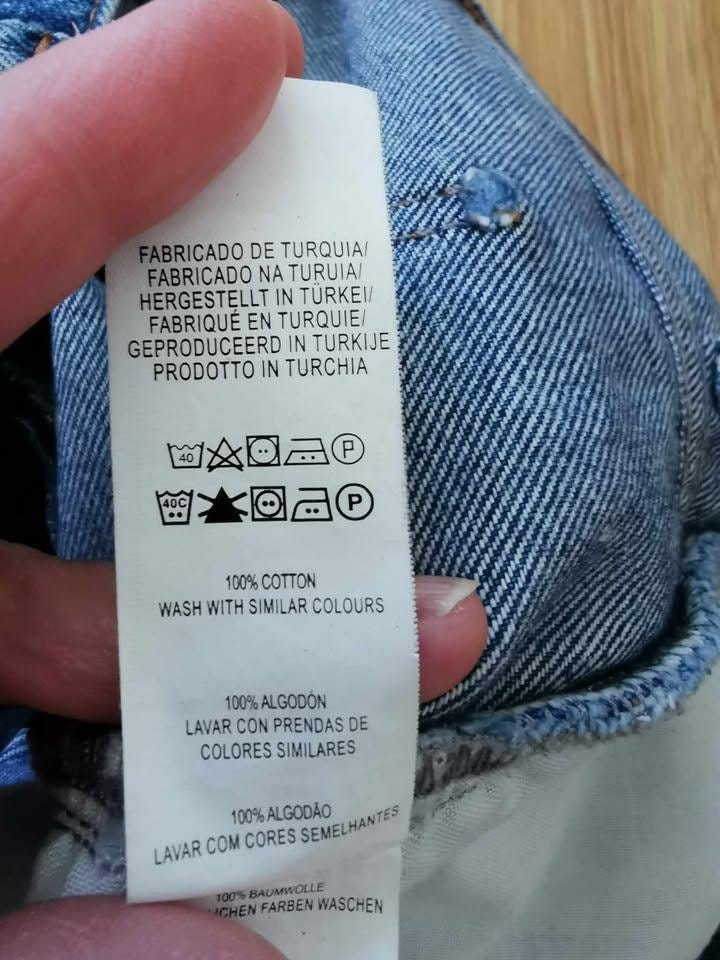 FABRICADO DE TURQUIA/
FABRICADO NA TURUIA/
HERGESTELLT IN TÜRKEI/
FABRIQUÉ EN TURQUIE/
GEPRODUCEERD IN TURKIJE
PRODOTTO IN TURCHIA
40 P
40C P
100% COTTON
WASH WITH SIMILAR COLOURS
100% ALGODÓN
LAVAR CON PRENDAS DE
COLORES SIMILARES
100% ALGODÃO
LAVAR COM CORES SEMELHANTES
100% BAUMWOLLE
FARBEN WASCHEN